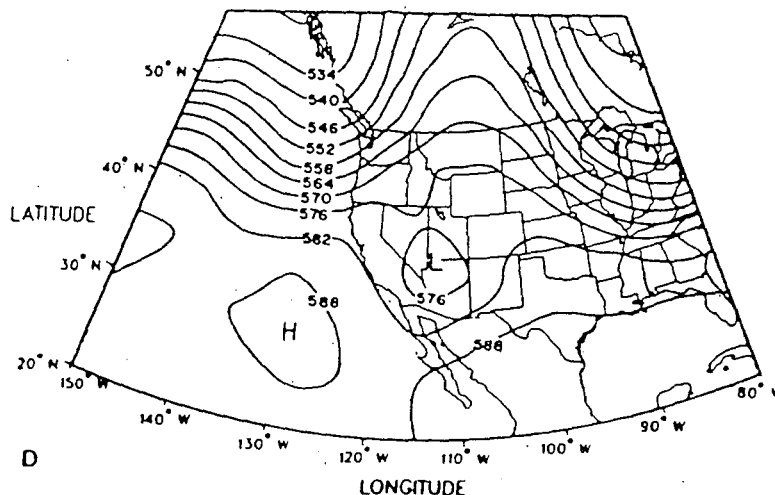 50° N
534
540
546
552
558
40° N
564
570
576
LATITUDE
582
30° N
L
576
588
H
588
20° N
150° W
80° W
140° W
90° W
130° W
100° W
120° W
110° W
D
LONGITUDE